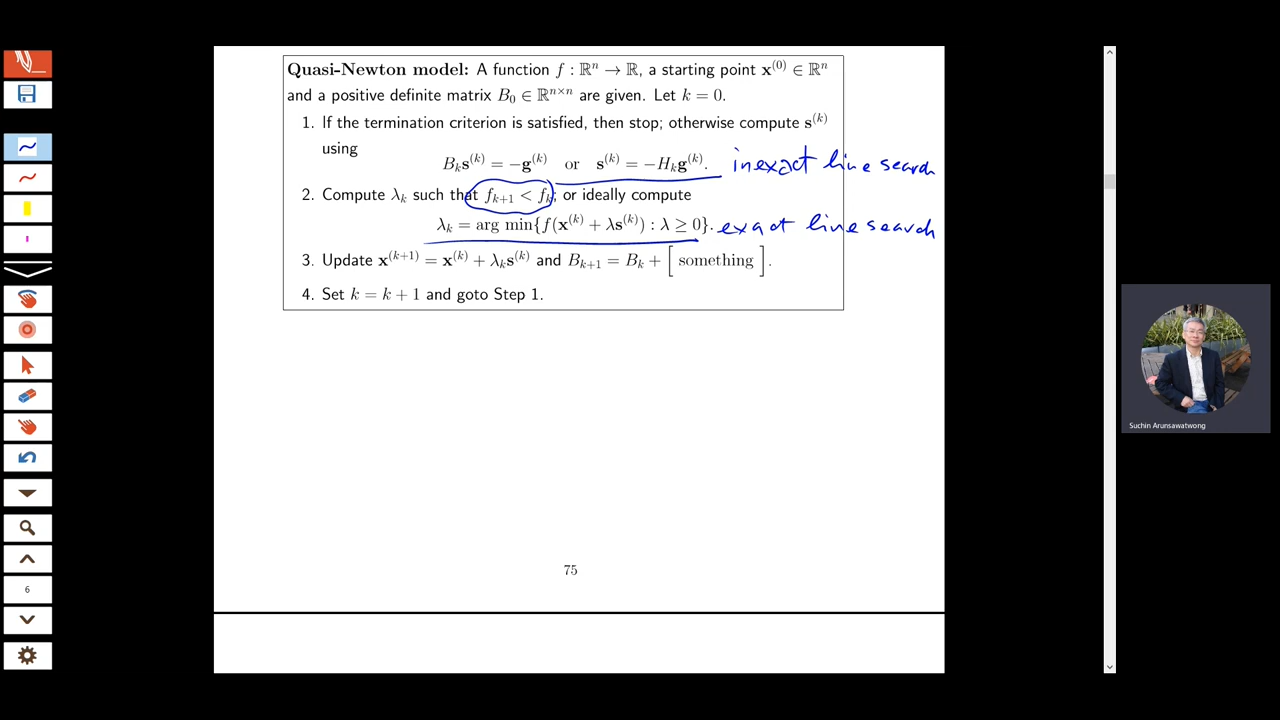 Quasi-Newton model: A function f : ℝⁿ → ℝ, a starting point x⁽⁰⁾ ∈ ℝⁿ
and a positive definite matrix B₀ ∈ ℝⁿˣⁿ are given. Let k = 0.
1. If the termination criterion is satisfied, then stop; otherwise compute s⁽ᵏ⁾
using
Bₖs⁽ᵏ⁾ = −g⁽ᵏ⁾ or s⁽ᵏ⁾ = −Hₖg⁽ᵏ⁾. inexact line search
2. Compute λₖ such that fₖ₊₁ < fₖ; or ideally compute
λₖ = arg min{f(x⁽ᵏ⁾ + λs⁽ᵏ⁾) : λ ≥ 0}. exact line search
3. Update x⁽ᵏ⁺¹⁾ = x⁽ᵏ⁾ + λₖs⁽ᵏ⁾ and Bₖ₊₁ = Bₖ + [ something ].
4. Set k = k + 1 and goto Step 1.
Suchin Arunsawatwong
75
6